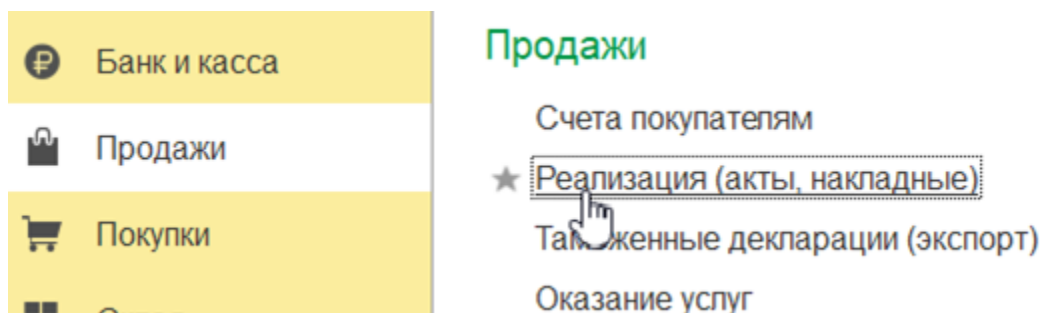 Банк и касса
Продажи
Покупки
Продажи
Счета покупателям
Реализация (акты, накладные)
Таможенные декларации (экспорт)
Оказание услуг